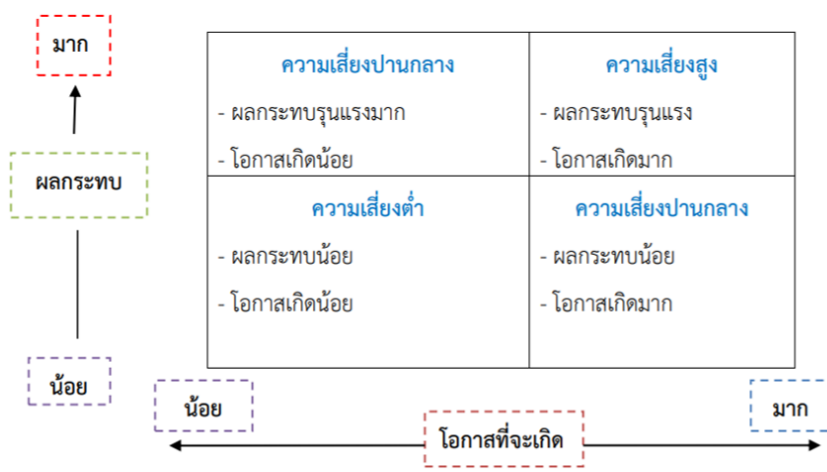 มาก
ผลกระทบ
น้อย
ความเสี่ยงปานกลาง
- ผลกระทบรุนแรงมาก
- โอกาสเกิดน้อย
ความเสี่ยงสูง
- ผลกระทบรุนแรง
- โอกาสเกิดมาก
ความเสี่ยงต่ำ
- ผลกระทบน้อย
- โอกาสเกิดน้อย
ความเสี่ยงปานกลาง
- ผลกระทบน้อย
- โอกาสเกิดมาก
น้อย
โอกาสที่จะเกิด
มาก